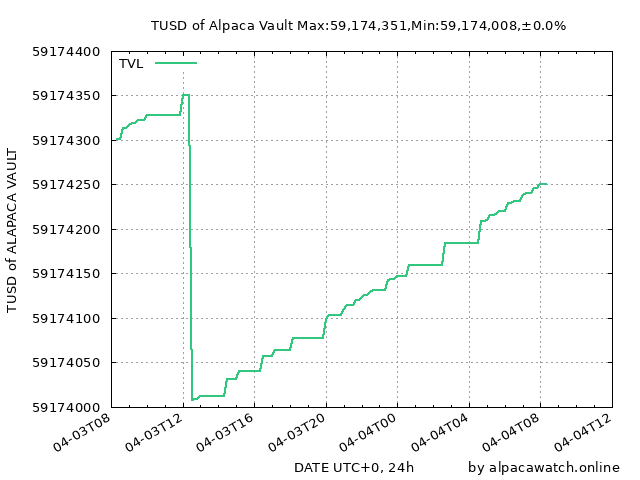 TUSD of Alpaca Vault Max:59,174,351,Min:59,174,008,±0.0%
TVL
59174400
59174350
59174300
59174250
59174200
59174150
59174100
59174050
59174000
TUSD of ALAPACA VAULT
04-03T08
04-03T12
04-03T16
04-03T20
04-04T00
04-04T04
04-04T08
04-04T12
DATE UTC+0, 24h
by alpacawatch.online